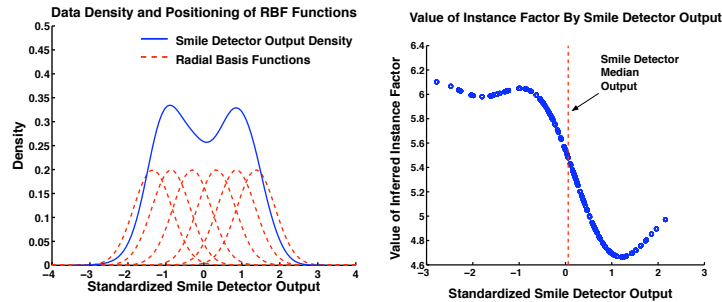 Data Density and Positioning of RBF Functions
0.5
0.45
0.4
0.35
0.3
0.25
0.2
0.15
0.1
0.05
0
Density
Smile Detector Output Density
Radial Basis Functions
−4 −3 −2 −1 0 1 2 3 4
Standardized Smile Detector Output
Value of Instance Factor By Smile Detector Output
6.4
6.2
6
5.8
5.6
5.4
5.2
5
4.8
4.6
Value of Inferred Instance Factor
Smile Detector
Median
Output
−3 −2 −1 0 1 2 3
Standardized Smile Detector Output